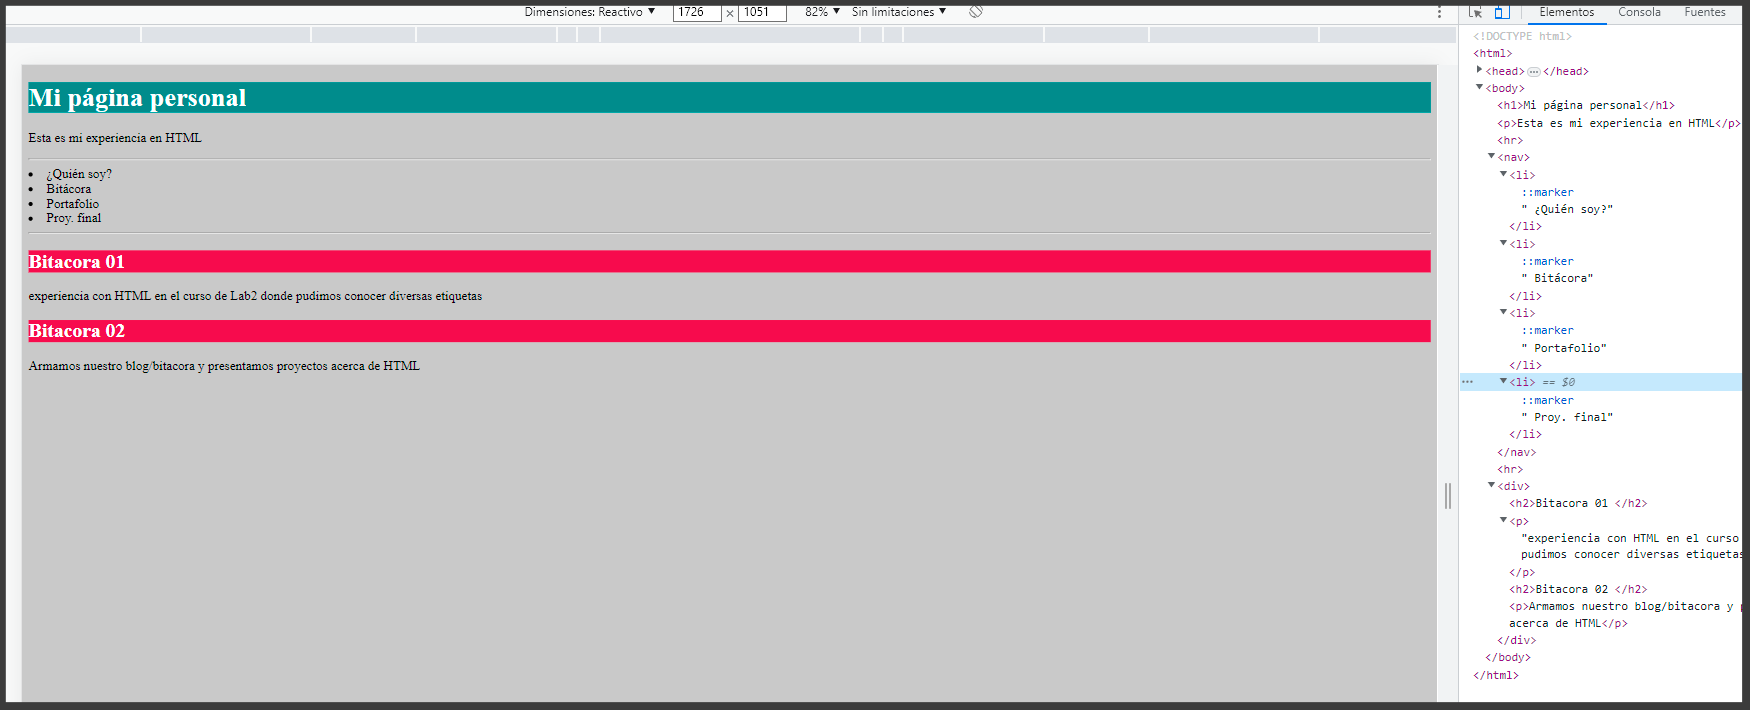 Dimensiones: Reactivo ▼ 1726 × 1051 82% ▼ Sin limitaciones ▼
Elementos Consola Fuentes
Mi página personal
Esta es mi experiencia en HTML
• ¿Quién soy?
• Bitácora
• Portafolio
• Proy. final
Bitacora 01
experiencia con HTML en el curso de Lab2 donde pudimos conocer diversas etiquetas
Bitacora 02
Armamos nuestro blog/bitacora y presentamos proyectos acerca de HTML
<!DOCTYPE html>
<html>
<head> ··· </head>
<body>
<h1>Mi página personal</h1>
<p>Esta es mi experiencia en HTML</p>
<hr>
<nav>
<li>
::marker
" ¿Quién soy?"
</li>
<li>
::marker
" Bitácora"
</li>
<li>
::marker
" Portafolio"
</li>
··· <li> == $0
::marker
" Proy. final"
</li>
</nav>
<hr>
<div>
<h2>Bitacora 01 </h2>
<p>
"experiencia con HTML en el curso
pudimos conocer diversas etiquetas
</p>
<h2>Bitacora 02 </h2>
<p>Armamos nuestro blog/bitacora y
acerca de HTML</p>
</div>
</body>
</html>